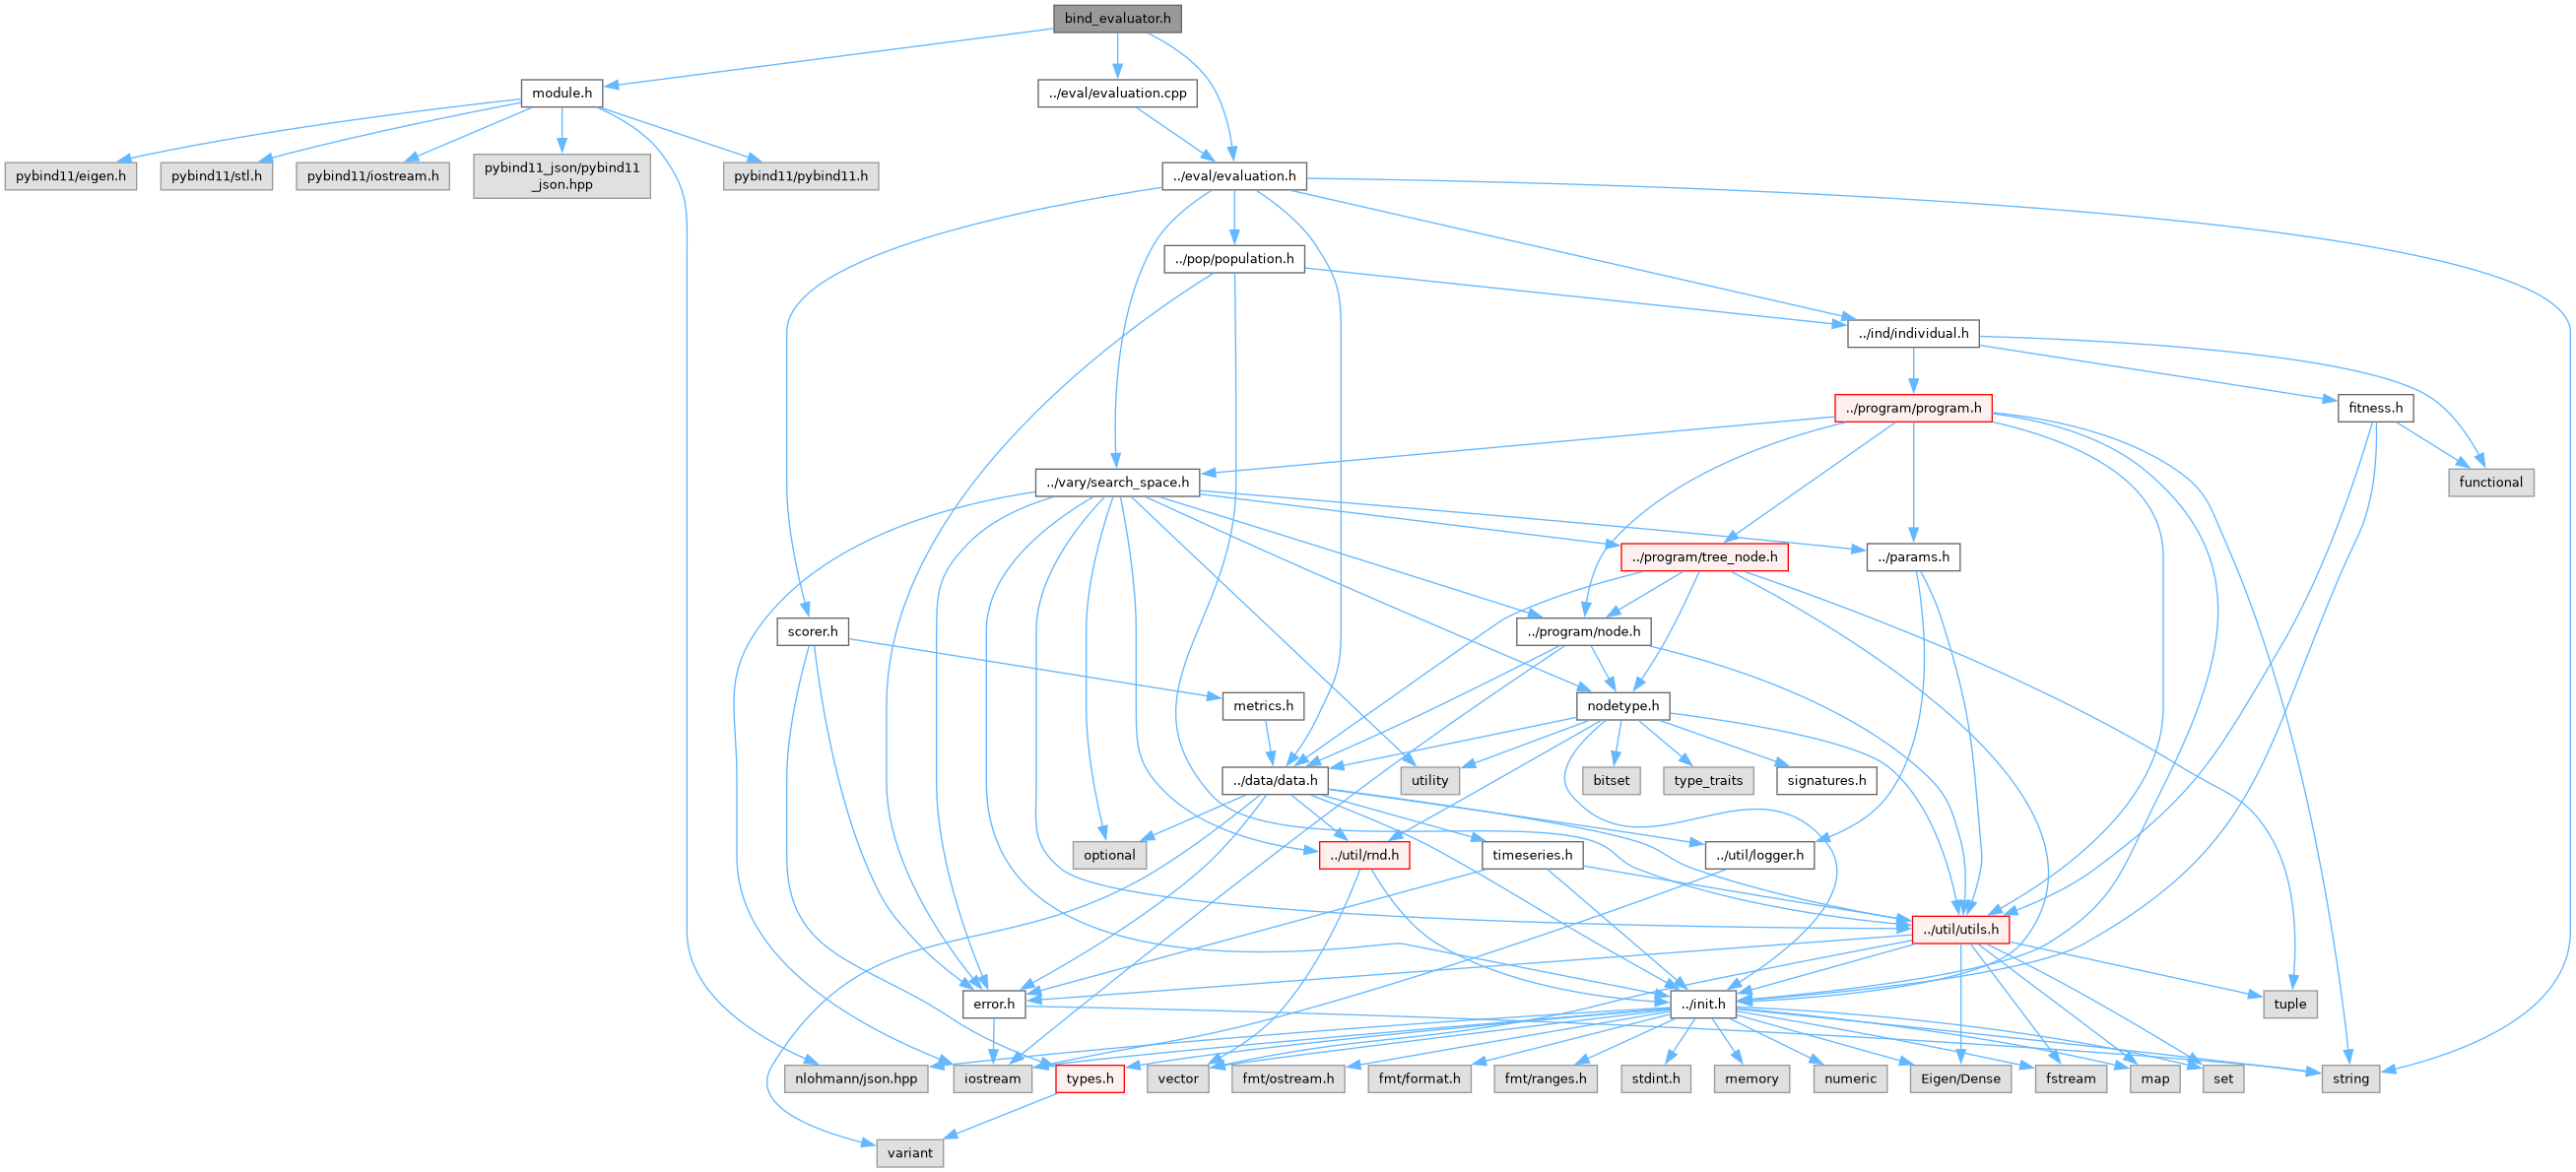 bind_evaluator.h
module.h
../eval/evaluation.cpp
pybind11/eigen.h
pybind11/stl.h
pybind11/iostream.h
pybind11_json/pybind11
_json.hpp
pybind11/pybind11.h
../eval/evaluation.h
../pop/population.h
../ind/individual.h
../program/program.h
fitness.h
../vary/search_space.h
functional
../program/tree_node.h
../params.h
scorer.h
../program/node.h
metrics.h
nodetype.h
../data/data.h
utility
bitset
type_traits
signatures.h
optional
../util/rnd.h
timeseries.h
../util/logger.h
../util/utils.h
error.h
../init.h
tuple
nlohmann/json.hpp
iostream
types.h
vector
fmt/ostream.h
fmt/format.h
fmt/ranges.h
stdint.h
memory
numeric
Eigen/Dense
fstream
map
set
string
variant